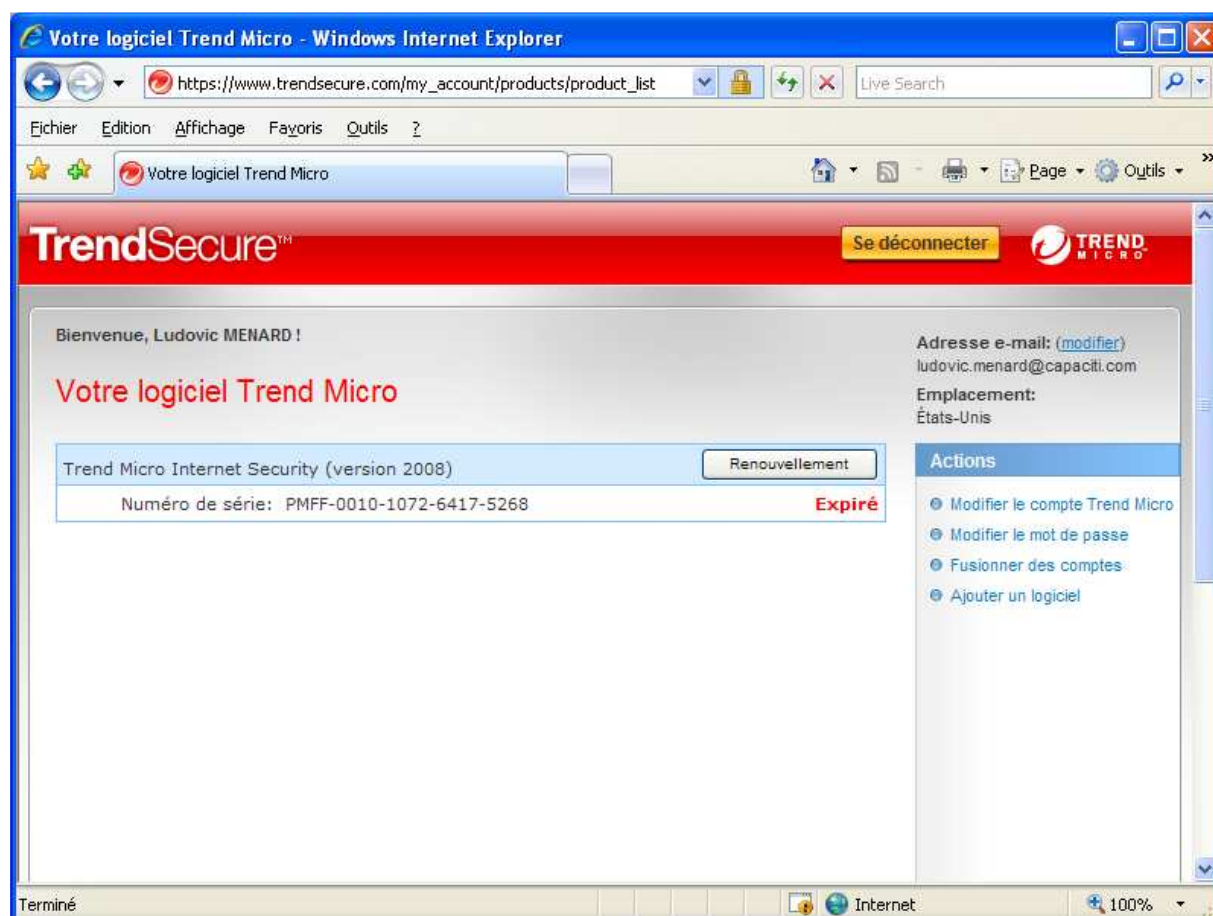 Votre logiciel Trend Micro - Windows Internet Explorer
https://www.trendsecure.com/my_account/products/product_list
Live Search
Fichier Edition Affichage Favoris Outils ?
Votre logiciel Trend Micro
Page Outils »
TrendSecure™
Se déconnecter
TREND MICRO™
Bienvenue, Ludovic MENARD !
Votre logiciel Trend Micro
Trend Micro Internet Security (version 2008) Renouvellement
Numéro de série: PMFF-0010-1072-6417-5268 Expiré
Adresse e-mail: (modifier)
ludovic.menard@capaciti.com
Emplacement:
États-Unis
Actions
Modifier le compte Trend Micro
Modifier le mot de passe
Fusionner des comptes
Ajouter un logiciel
Terminé Internet 100%